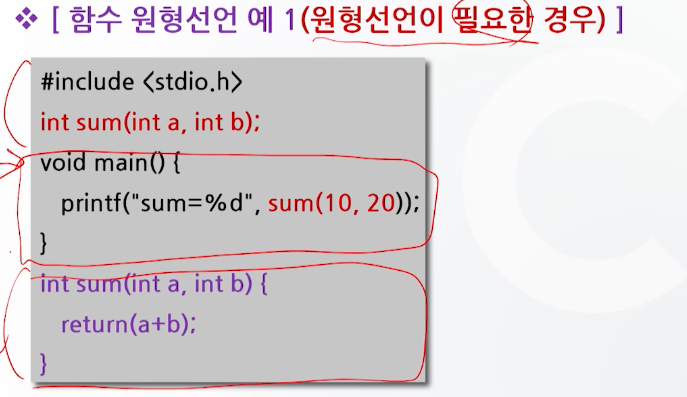 ❖ [ 함수 원형선언 예 1(원형선언이 필요한 경우) ]
#include <stdio.h>
int sum(int a, int b);
void main() {
printf("sum=%d", sum(10, 20));
}
int sum(int a, int b) {
return(a+b);
}